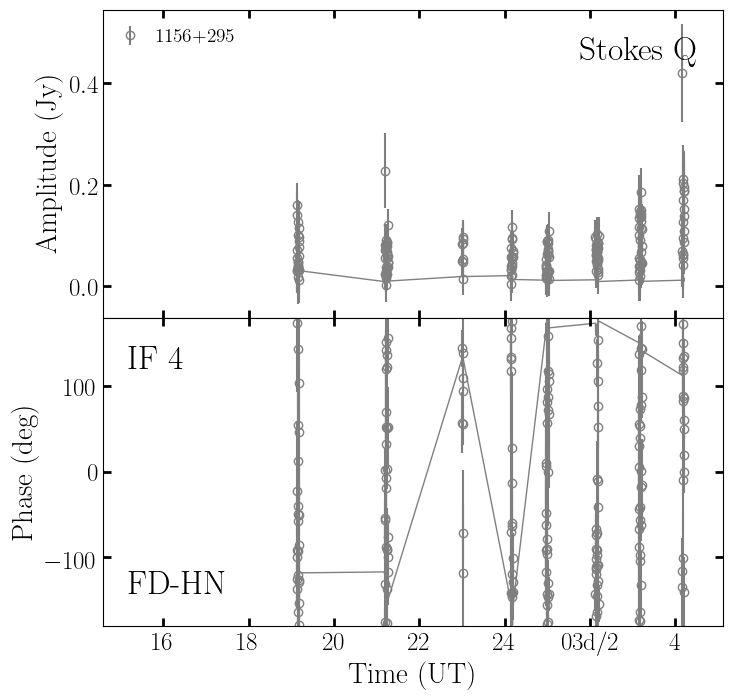 1156+295
Stokes Q
Amplitude (Jy)
0.4
0.2
0.0
IF 4
Phase (deg)
100
0
−100
FD-HN
16 18 20 22 24 03d/2 4
Time (UT)